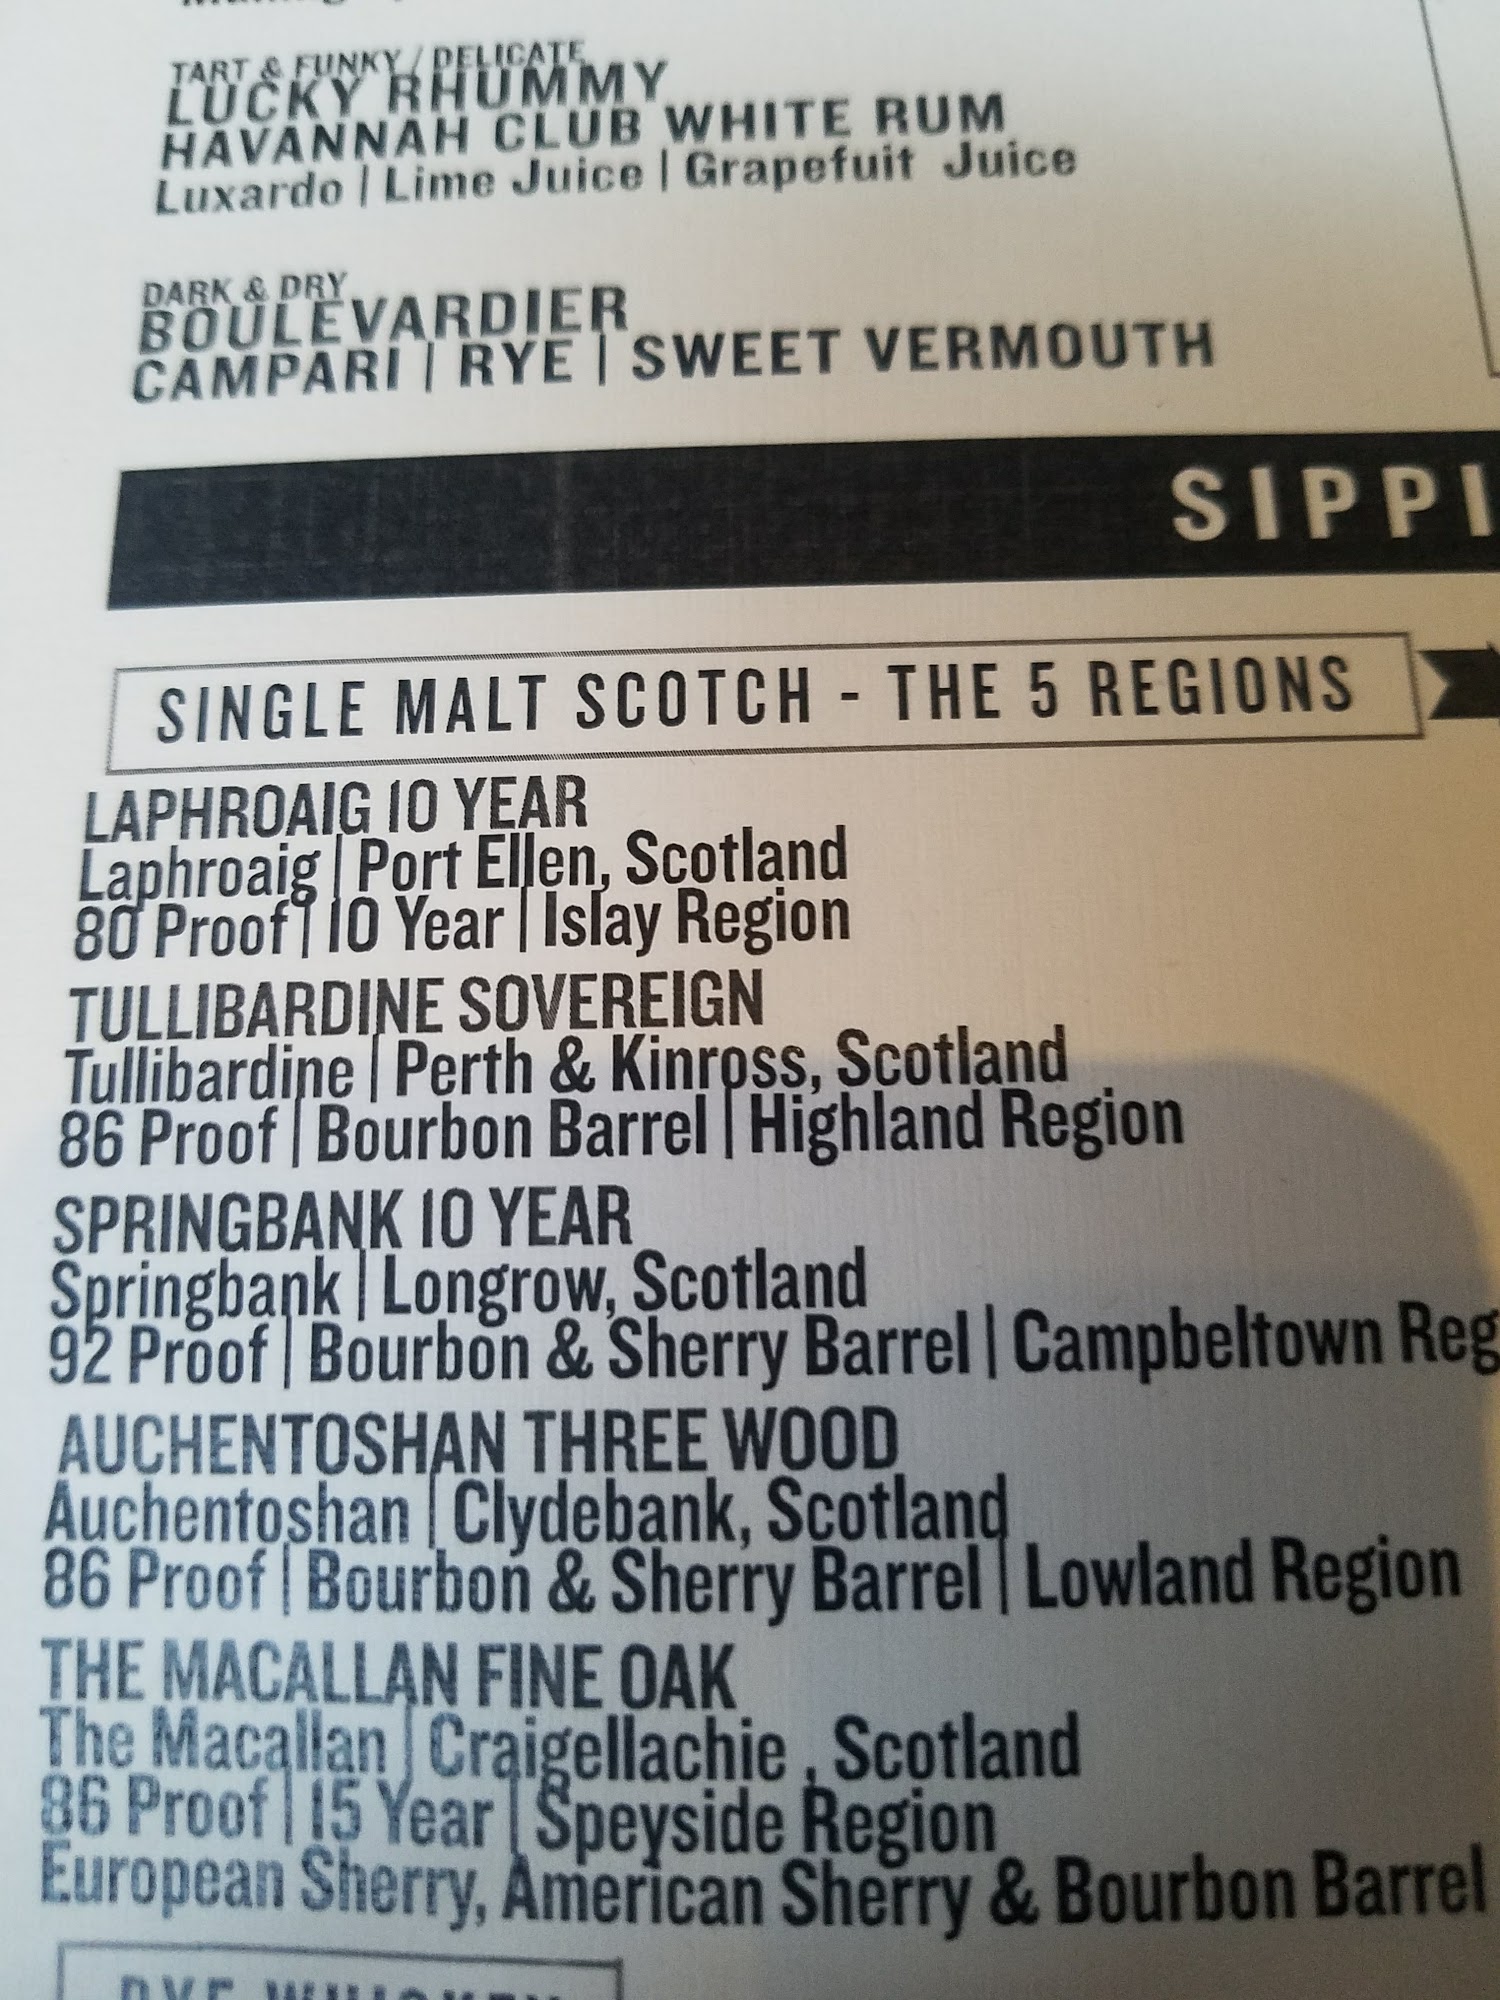 TART & FUNKY / DELICATE
LUCKY RHUMMY
HAVANNAH CLUB WHITE RUM
Luxardo | Lime Juice | Grapefuit Juice
DARK & DRY
BOULEVARDIER
CAMPARI | RYE | SWEET VERMOUTH
SIPPI
SINGLE MALT SCOTCH - THE 5 REGIONS
LAPHROAIG 10 YEAR
Laphroaig | Port Ellen, Scotland
80 Proof | 10 Year | Islay Region
TULLIBARDINE SOVEREIGN
Tullibardine | Perth & Kinross, Scotland
86 Proof | Bourbon Barrel | Highland Region
SPRINGBANK 10 YEAR
Springbank | Longrow, Scotland
92 Proof | Bourbon & Sherry Barrel | Campbeltown Reg
AUCHENTOSHAN THREE WOOD
Auchentoshan | Clydebank, Scotland
86 Proof | Bourbon & Sherry Barrel | Lowland Region
THE MACALLAN FINE OAK
The Macallan | Craigellachie , Scotland
86 Proof | 15 Year | Speyside Region
European Sherry, American Sherry & Bourbon Barrel
RYE WHISKEY